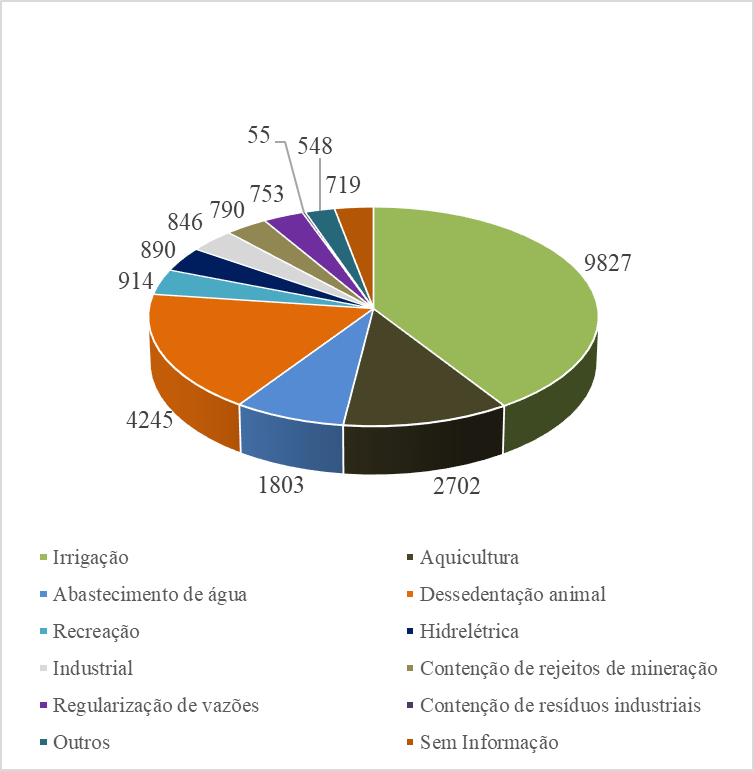 55
548
719
753
790
846
890
914
9827
4245
1803
2702
Irrigação
Aquicultura
Abastecimento de água
Dessedentação animal
Recreação
Hidrelétrica
Industrial
Contenção de rejeitos de mineração
Regularização de vazões
Contenção de resíduos industriais
Outros
Sem Informação